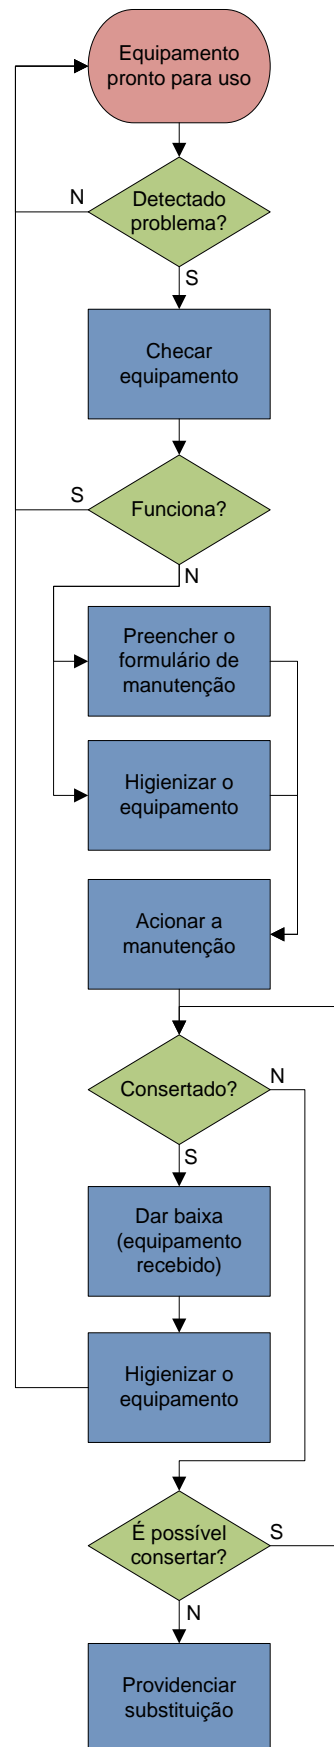 Equipamento
pronto para uso
Detectado
problema?
N
S
Checar
equipamento
Funciona?
S
N
Preencher o
formulário de
manutenção
Higienizar o
equipamento
Acionar a
manutenção
Consertado?
N
S
Dar baixa
(equipamento
recebido)
Higienizar o
equipamento
É possível
consertar?
S
N
Providenciar
substituição